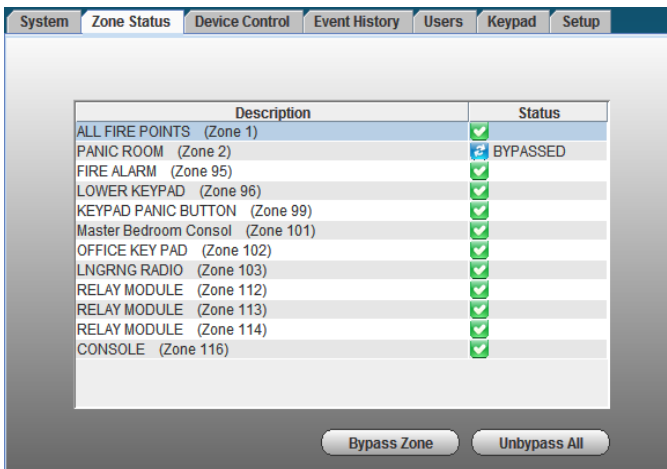 System Zone Status Device Control Event History Users Keypad Setup
Description Status
ALL FIRE POINTS (Zone 1)
PANIC ROOM (Zone 2) BYPASSED
FIRE ALARM (Zone 95)
LOWER KEYPAD (Zone 96)
KEYPAD PANIC BUTTON (Zone 99)
Master Bedroom Consol (Zone 101)
OFFICE KEY PAD (Zone 102)
LNGRNG RADIO (Zone 103)
RELAY MODULE (Zone 112)
RELAY MODULE (Zone 113)
RELAY MODULE (Zone 114)
CONSOLE (Zone 116)
Bypass Zone Unbypass All